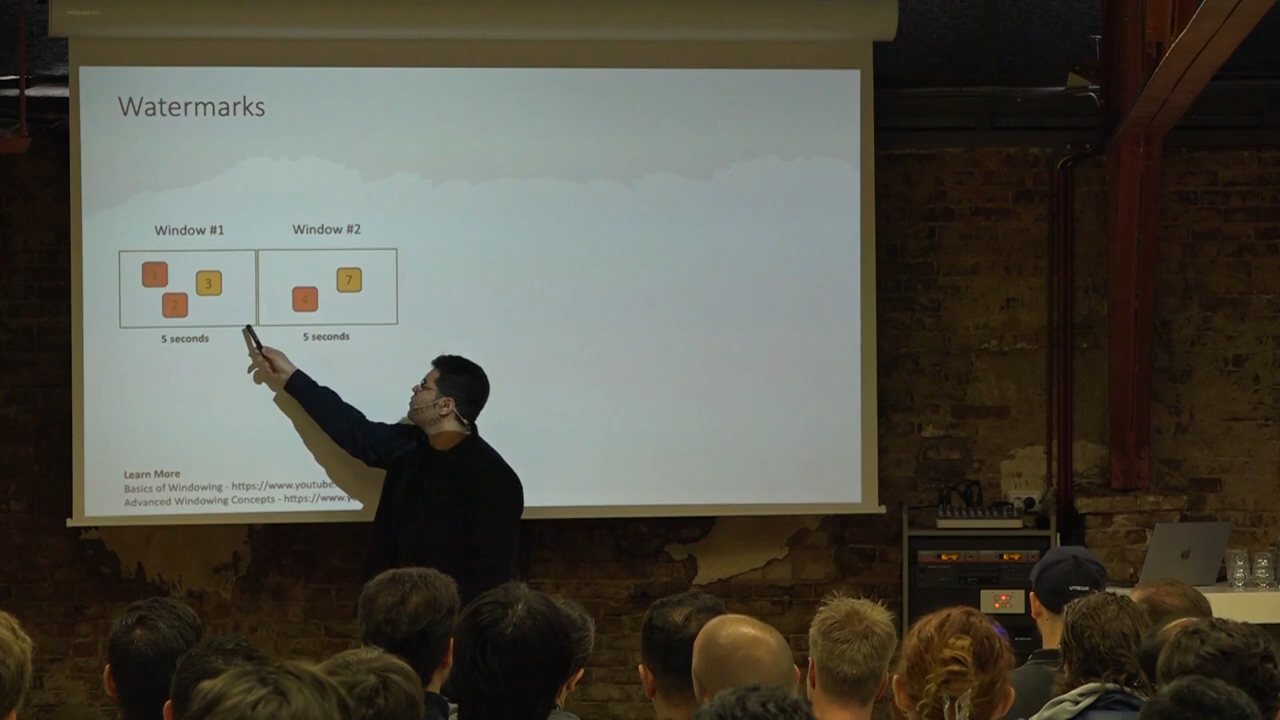 Watermarks
Window #1
Window #2
1
3
2
4
7
5 seconds
5 seconds
Learn More
Basics of Windowing - https://www.youtube.
Advanced Windowing Concepts - https://www.y